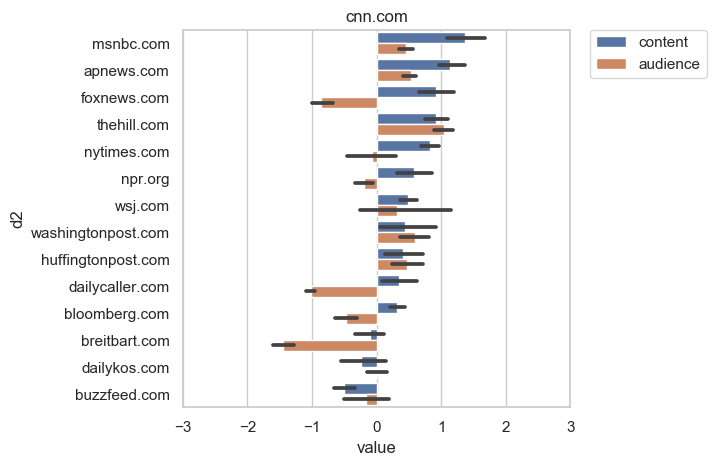 cnn.com
msnbc.com
apnews.com
foxnews.com
thehill.com
nytimes.com
npr.org
wsj.com
washingtonpost.com
huffingtonpost.com
dailycaller.com
bloomberg.com
breitbart.com
dailykos.com
buzzfeed.com
d2
−3 −2 −1 0 1 2 3
value
content
audience